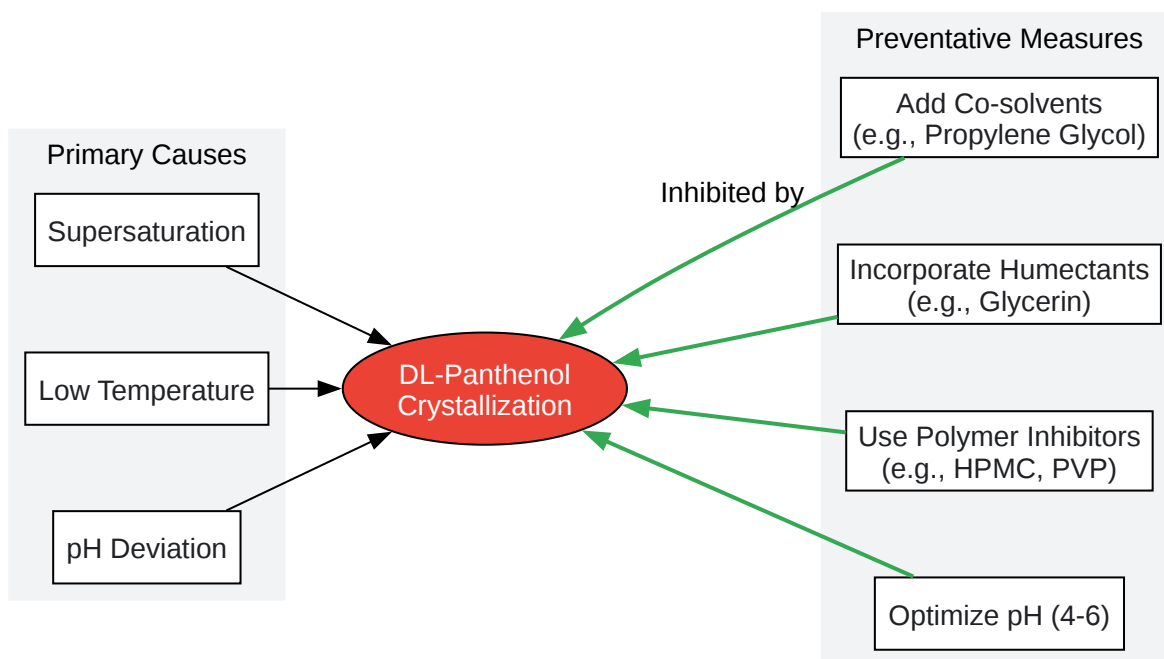 Primary Causes
Supersaturation
Low Temperature
pH Deviation
DL-Panthenol
Crystallization
Inhibited by
Preventative Measures
Add Co-solvents
(e.g., Propylene Glycol)
Incorporate Humectants
(e.g., Glycerin)
Use Polymer Inhibitors
(e.g., HPMC, PVP)
Optimize pH (4-6)